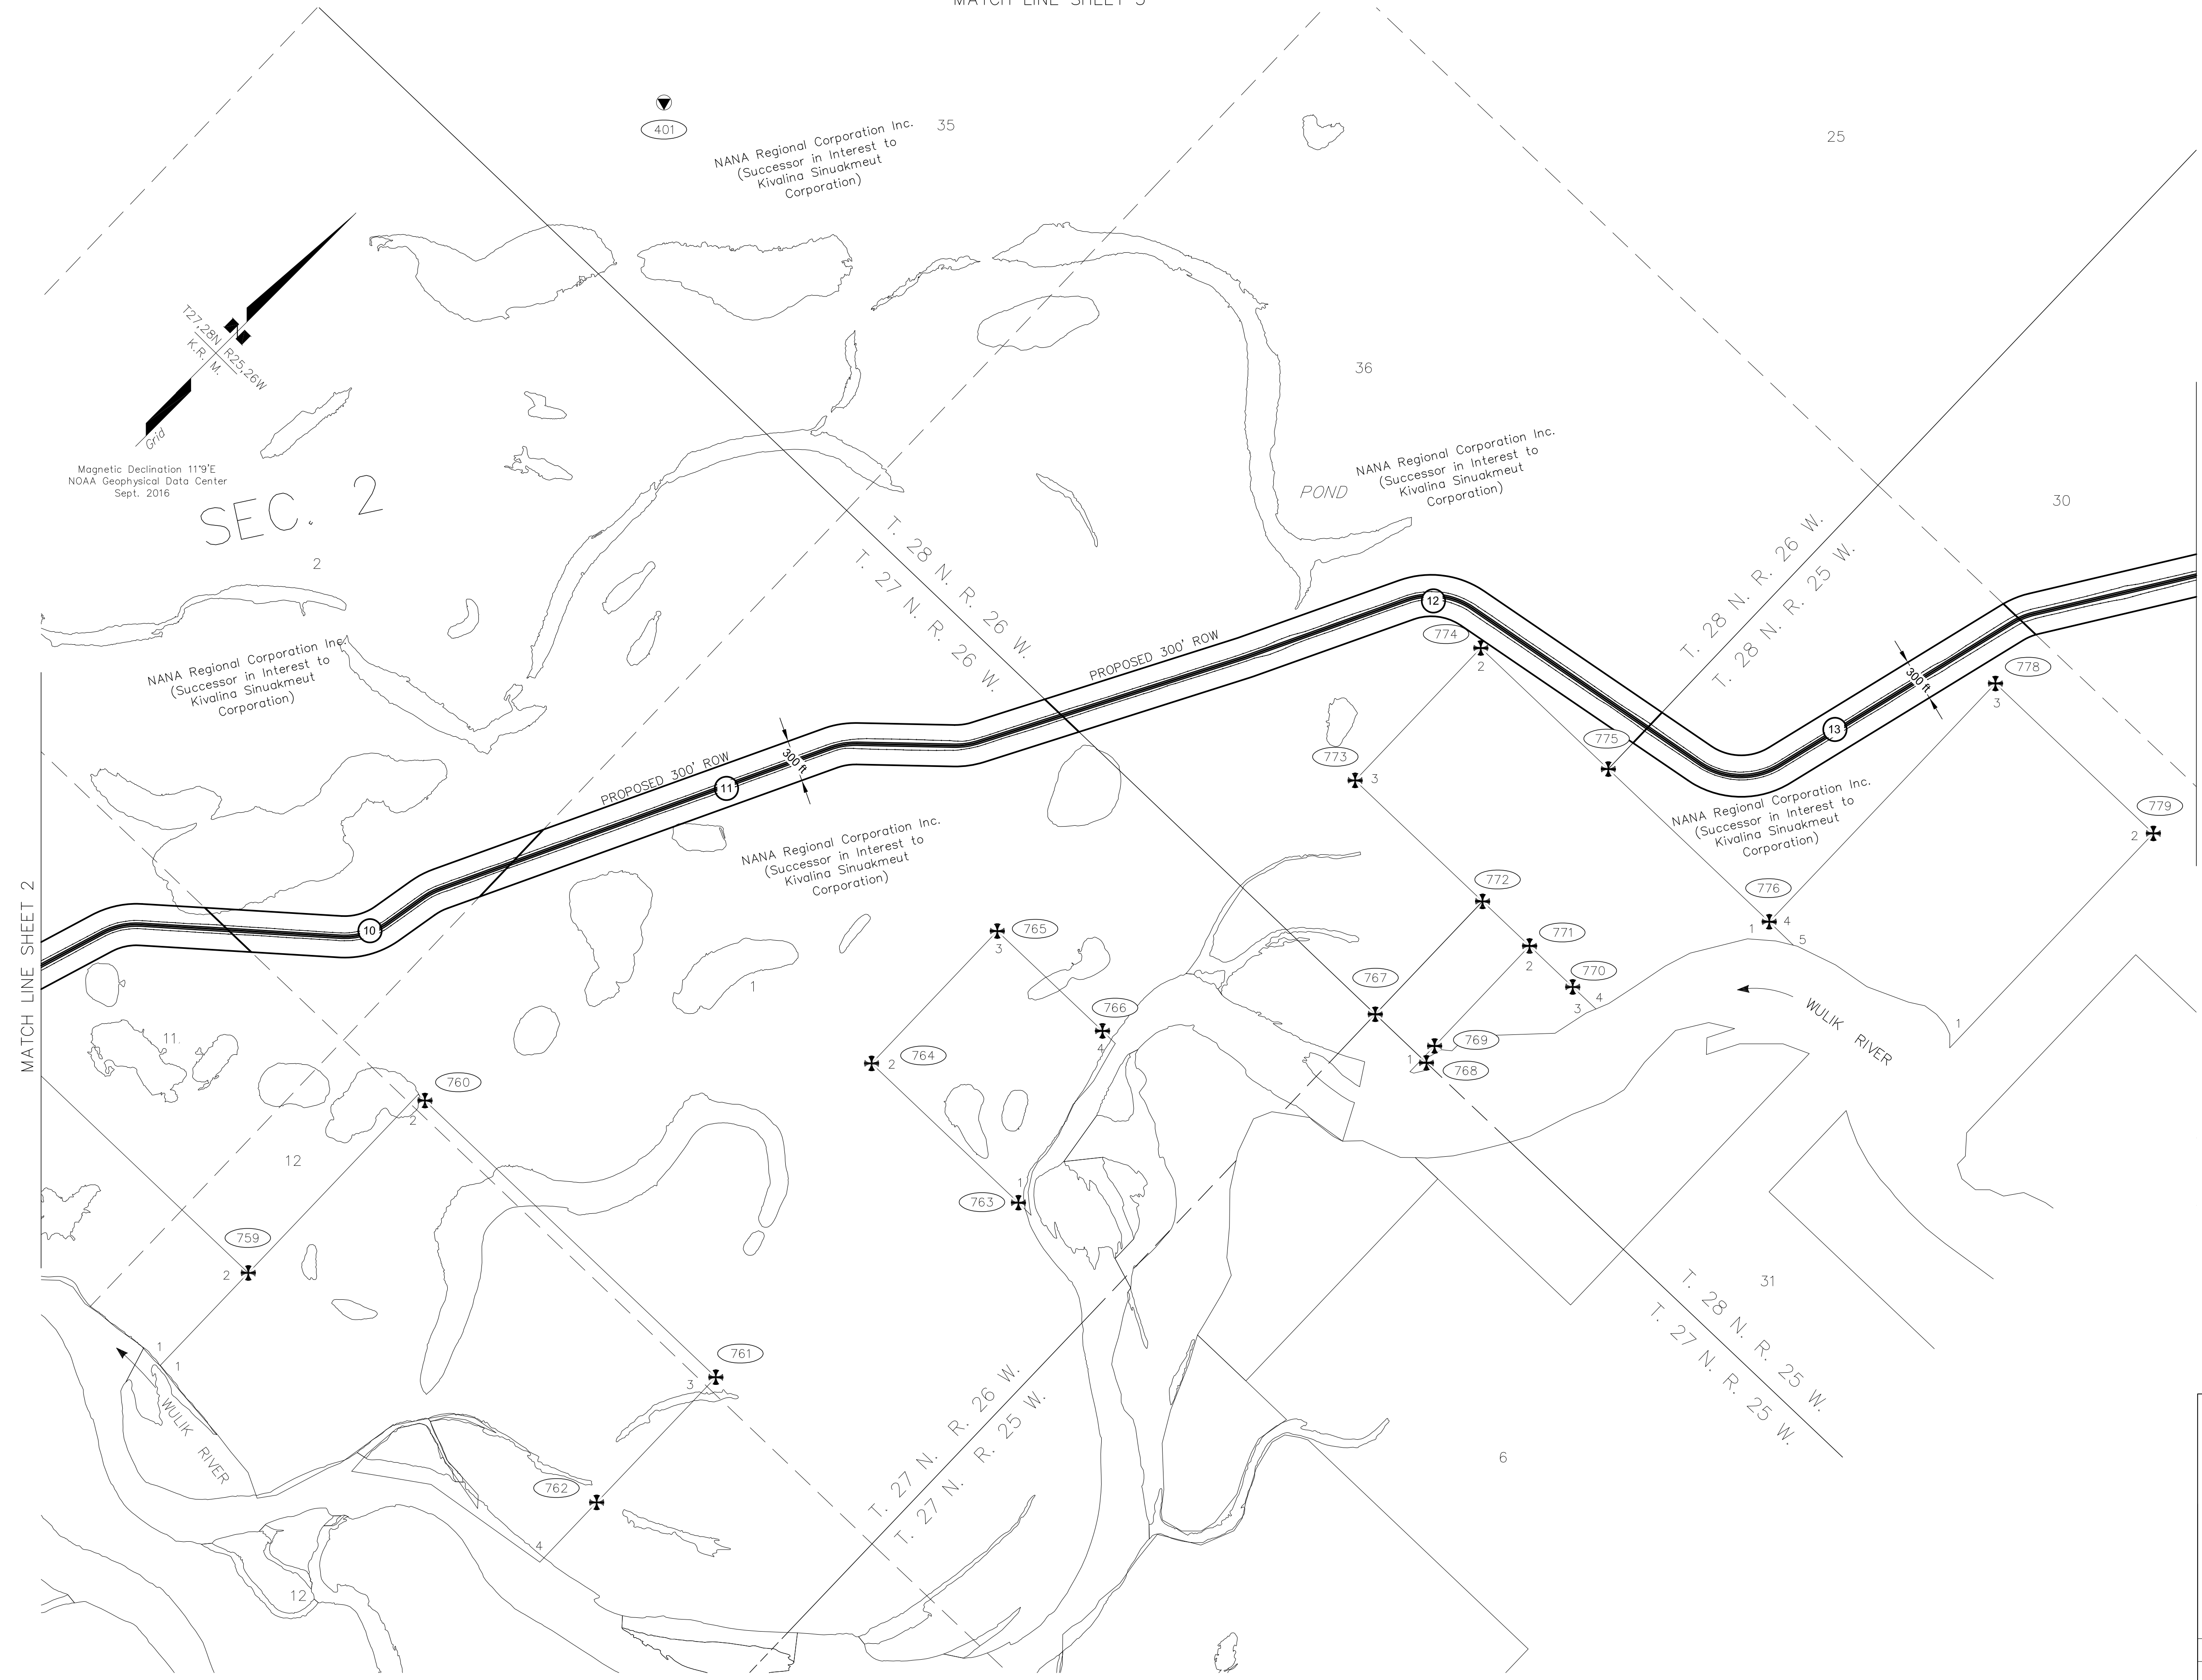 MATCH LINE SHEET 3
401
NANA Regional Corporation Inc.
(Successor in Interest to
Kivalina Sinuakmeut
Corporation)
35
25
T27,28N
R25,26W
K.R. M.
Grid
Magnetic Declination 11°9'E
NOAA Geophysical Data Center
Sept. 2016
SEC. 2
2
36
NANA Regional Corporation Inc.
(Successor in Interest to
Kivalina Sinuakmeut
Corporation)
POND
30
T. 28 N. R. 26 W.
T. 27 N. R. 26 W.
T. 28 N. R. 26 W.
T. 28 N. R. 25 W.
NANA Regional Corporation Inc.
(Successor in Interest to
Kivalina Sinuakmeut
Corporation)
12
774
2
PROPOSED 300' ROW
300 ft
778
3
13
775
773
3
PROPOSED 300' ROW
300 ft
11
NANA Regional Corporation Inc.
(Successor in Interest to
Kivalina Sinuakmeut
Corporation)
NANA Regional Corporation Inc.
(Successor in Interest to
Kivalina Sinuakmeut
Corporation)
779
2
MATCH LINE SHEET 2
10
772
776
1
4
5
765
3
771
2
770
3
4
1
767
766
4
WULIK RIVER
1
11
769
768
1
764
2
760
2
12
763
1
759
2
31
T. 28 N. R. 25 W.
T. 27 N. R. 25 W.
1
1
WULIK RIVER
761
3
T. 27 N. R. 26 W.
T. 27 N. R. 25 W.
6
762
4
12